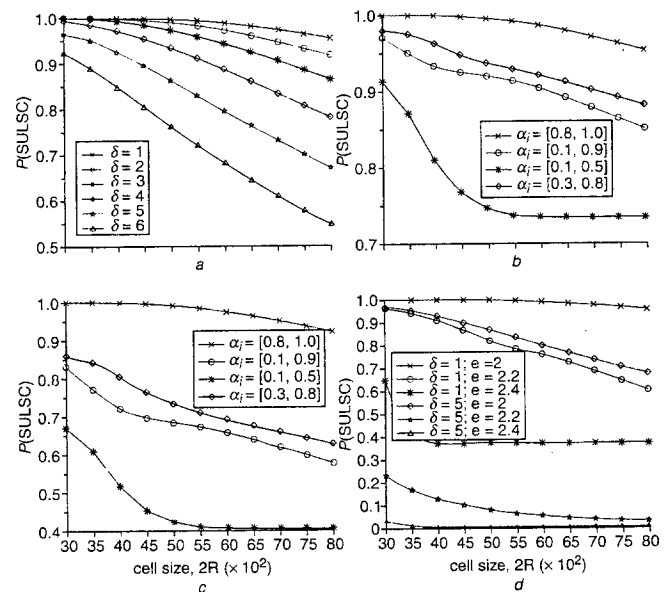 1.0
0.9
0.8
0.7
0.6
0.5
P(SULSC)
δ = 1
δ = 2
δ = 3
δ = 4
δ = 5
δ = 6
a
1.0
0.9
0.8
0.7
P(SULSC)
αi = [0.8, 1.0]
αi = [0.1, 0.9]
αi = [0.1, 0.5]
αi = [0.3, 0.8]
b
1.0
0.9
0.8
0.7
0.6
0.5
0.4
P(SULSC)
αi = [0.8, 1.0]
αi = [0.1, 0.9]
αi = [0.1, 0.5]
αi = [0.3, 0.8]
30 35 40 45 50 55 60 65 70 75 80
cell size, 2R (× 10²)
c
1.0
0.9
0.8
0.7
0.6
0.5
0.4
0.3
0.2
0.1
0
P(SULSC)
δ = 1; e =2
δ = 1; e = 2.2
δ = 1; e = 2.4
δ = 5; e = 2
δ = 5; e = 2.2
δ = 5; e = 2.4
30 35 40 45 50 55 60 65 70 75 80
cell size, 2R (× 10²)
d